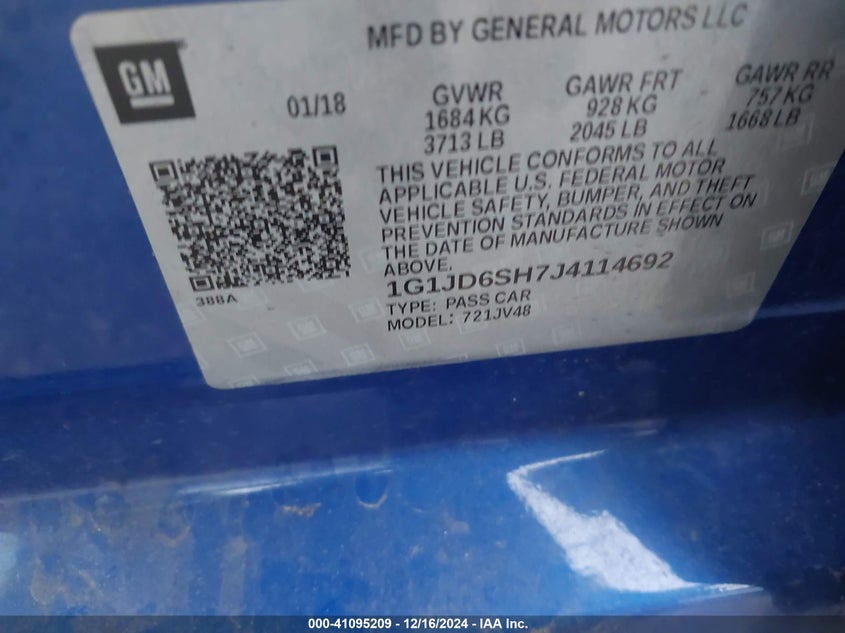 MFD BY GENERAL MOTORS LLC
GM
01/18
GVWR
1684 KG
3713 LB
GAWR FRT
928 KG
2045 LB
GAWR RR
757 KG
1668 LB
THIS VEHICLE CONFORMS TO ALL
APPLICABLE U.S. FEDERAL MOTOR
VEHICLE SAFETY, BUMPER, AND THEFT
PREVENTION STANDARDS IN EFFECT ON
THE DATE OF MANUFACTURE SHOWN
ABOVE.
388A
1G1JD6SH7J4114692
TYPE: PASS CAR
MODEL: 721JV48
000-41095209 - 12/16/2024 - IAA Inc.